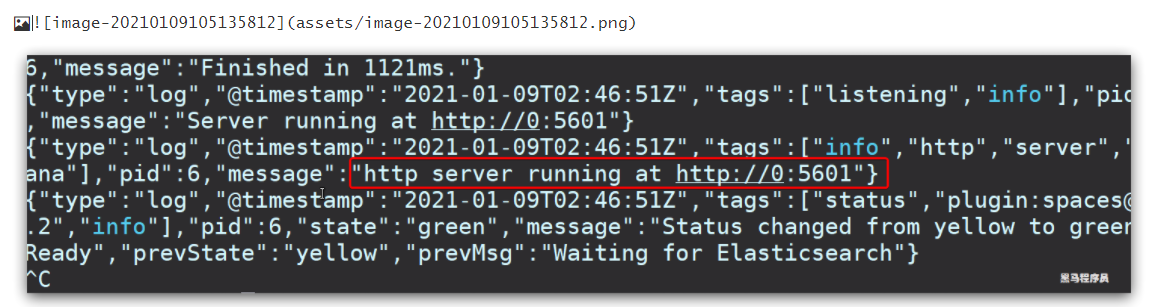 ![image-20210109105135812](assets/image-20210109105135812.png)
6,"message":"Finished in 1121ms."}
{"type":"log","@timestamp":"2021-01-09T02:46:51Z","tags":["listening","info"],"pid
,"message":"Server running at http://0:5601"}
{"type":"log","@timestamp":"2021-01-09T02:46:51Z","tags":["info","http","server","
ana"],"pid":6,"message":"http server running at http://0:5601"}
{"type":"log","@timestamp":"2021-01-09T02:46:51Z","tags":["status","plugin:spaces@
.2","info"],"pid":6,"state":"green","message":"Status changed from yellow to green
Ready","prevState":"yellow","prevMsg":"Waiting for Elasticsearch"}
^C
黑马程序员